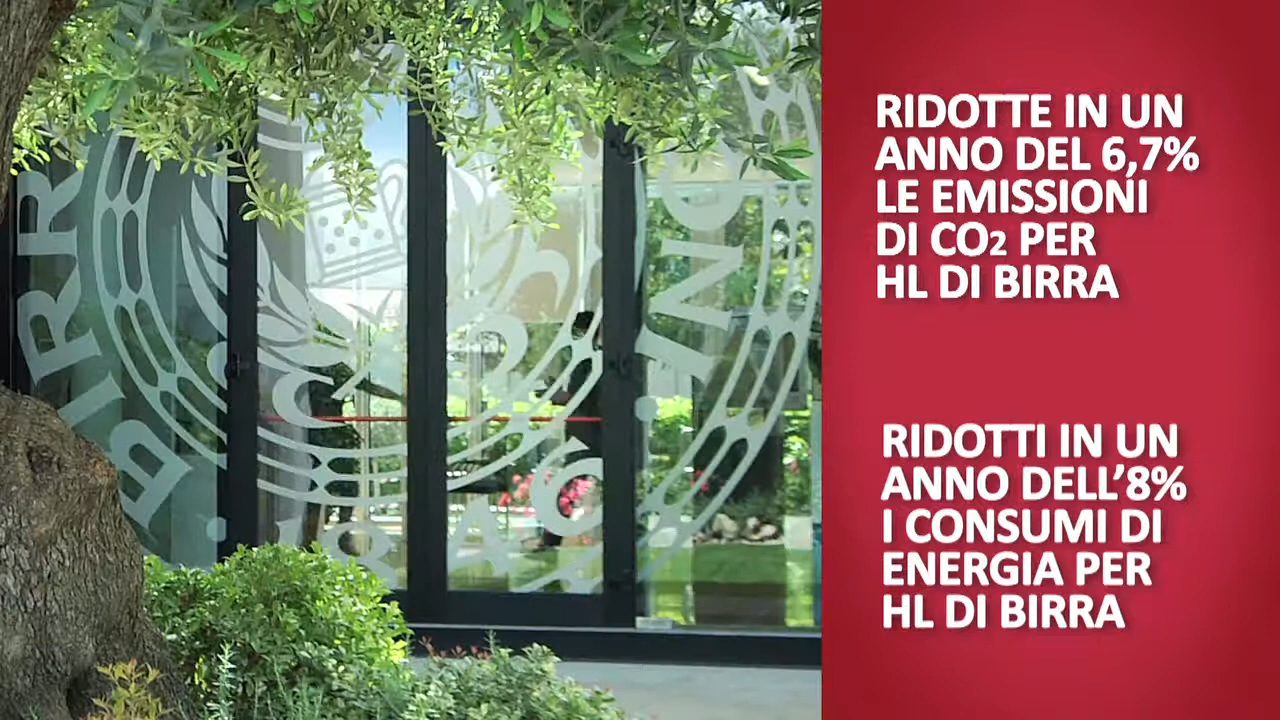 RIDOTTE IN UN
ANNO DEL 6,7%
LE EMISSIONI
DI CO2 PER
HL DI BIRRA
RIDOTTI IN UN
ANNO DELL'8%
I CONSUMI DI
ENERGIA PER
HL DI BIRRA
BIRR